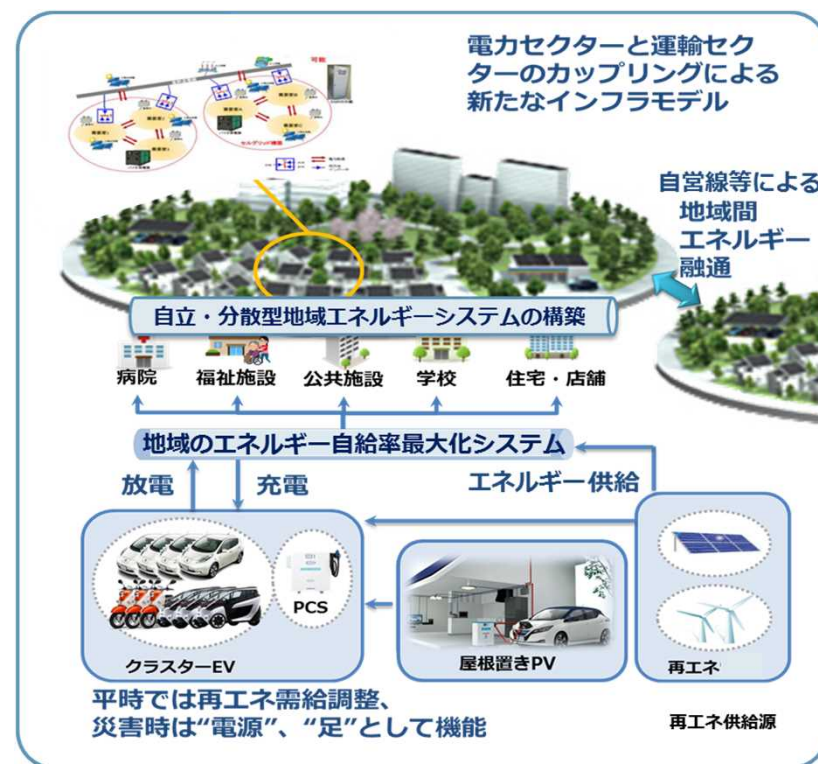 可能
電力セクターと運輸セク
ターのカップリングによる
新たなインフラモデル
自営線等による
地域間
エネルギー
融通
自立・分散型地域エネルギーシステムの構築
病院
福祉施設
公共施設
学校
住宅・店舗
地域のエネルギー自給率最大化システム
放電
充電
エネルギー供給
PCS
クラスターEV
屋根置きPV
再エネ
平時では再エネ需給調整、
災害時は“電源”、“足”として機能
再エネ供給源